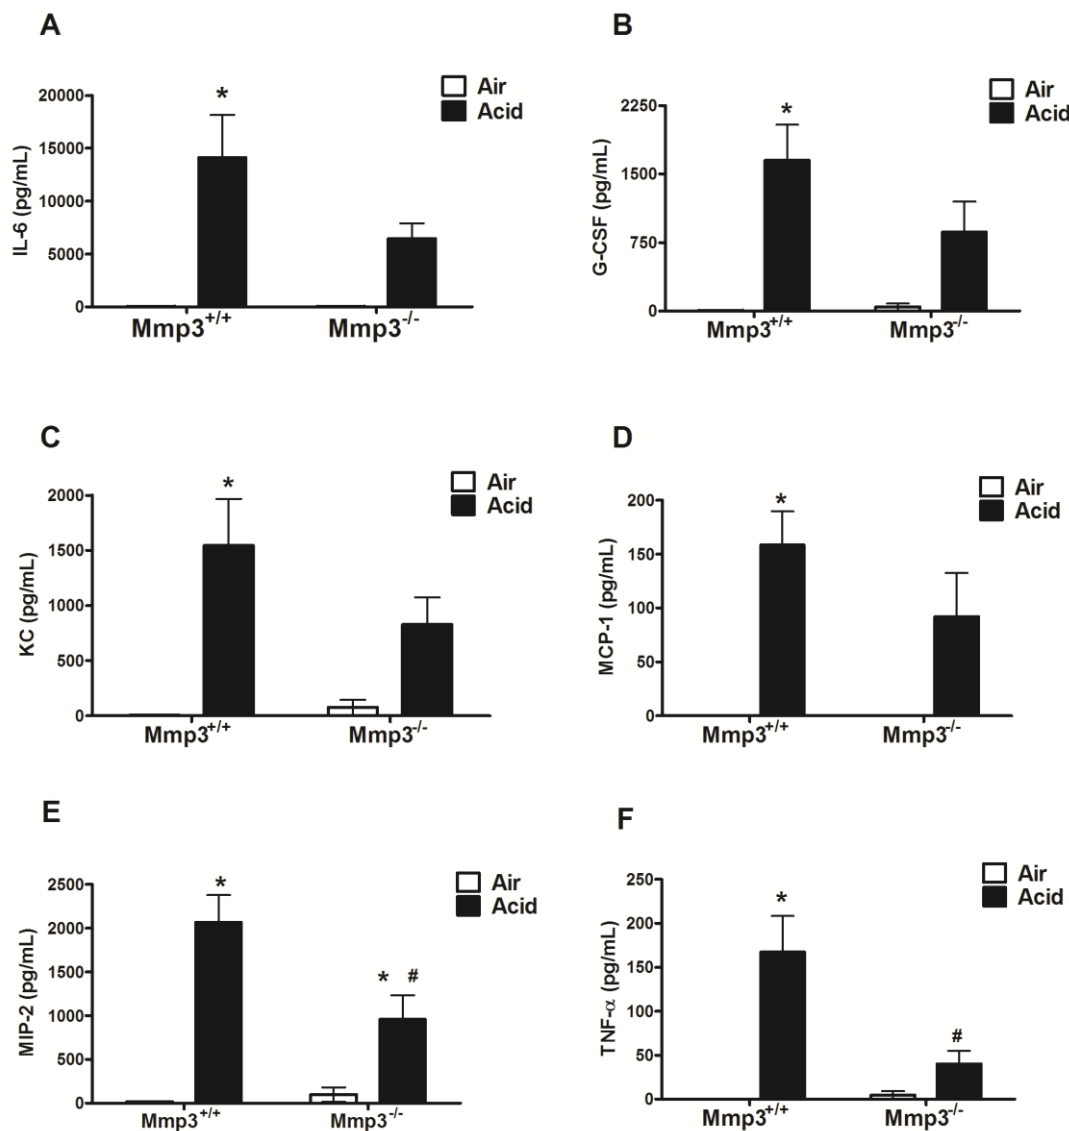 A
Air
Acid
IL-6 (pg/mL)
20000
15000
10000
5000
0
*
Mmp3+/+
Mmp3-/-
B
Air
Acid
G-CSF (pg/mL)
2250
1500
750
0
*
Mmp3+/+
Mmp3-/-
C
Air
Acid
KC (pg/mL)
2000
1500
1000
500
0
*
Mmp3+/+
Mmp3-/-
D
Air
Acid
MCP-1 (pg/mL)
200
150
100
50
0
*
Mmp3+/+
Mmp3-/-
E
Air
Acid
MIP-2 (pg/mL)
2500
2000
1500
1000
500
0
*
* #
Mmp3+/+
Mmp3-/-
F
Air
Acid
TNF-α (pg/mL)
250
200
150
100
50
0
*
#
Mmp3+/+
Mmp3-/-